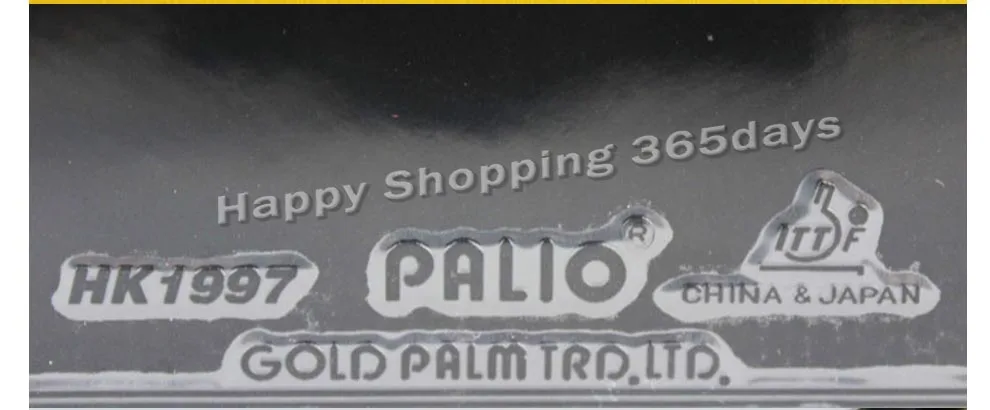 Happy Shopping 365days
HK1997 PALIO® ITTF
CHINA & JAPAN
GOLD PALM TRD.LTD.